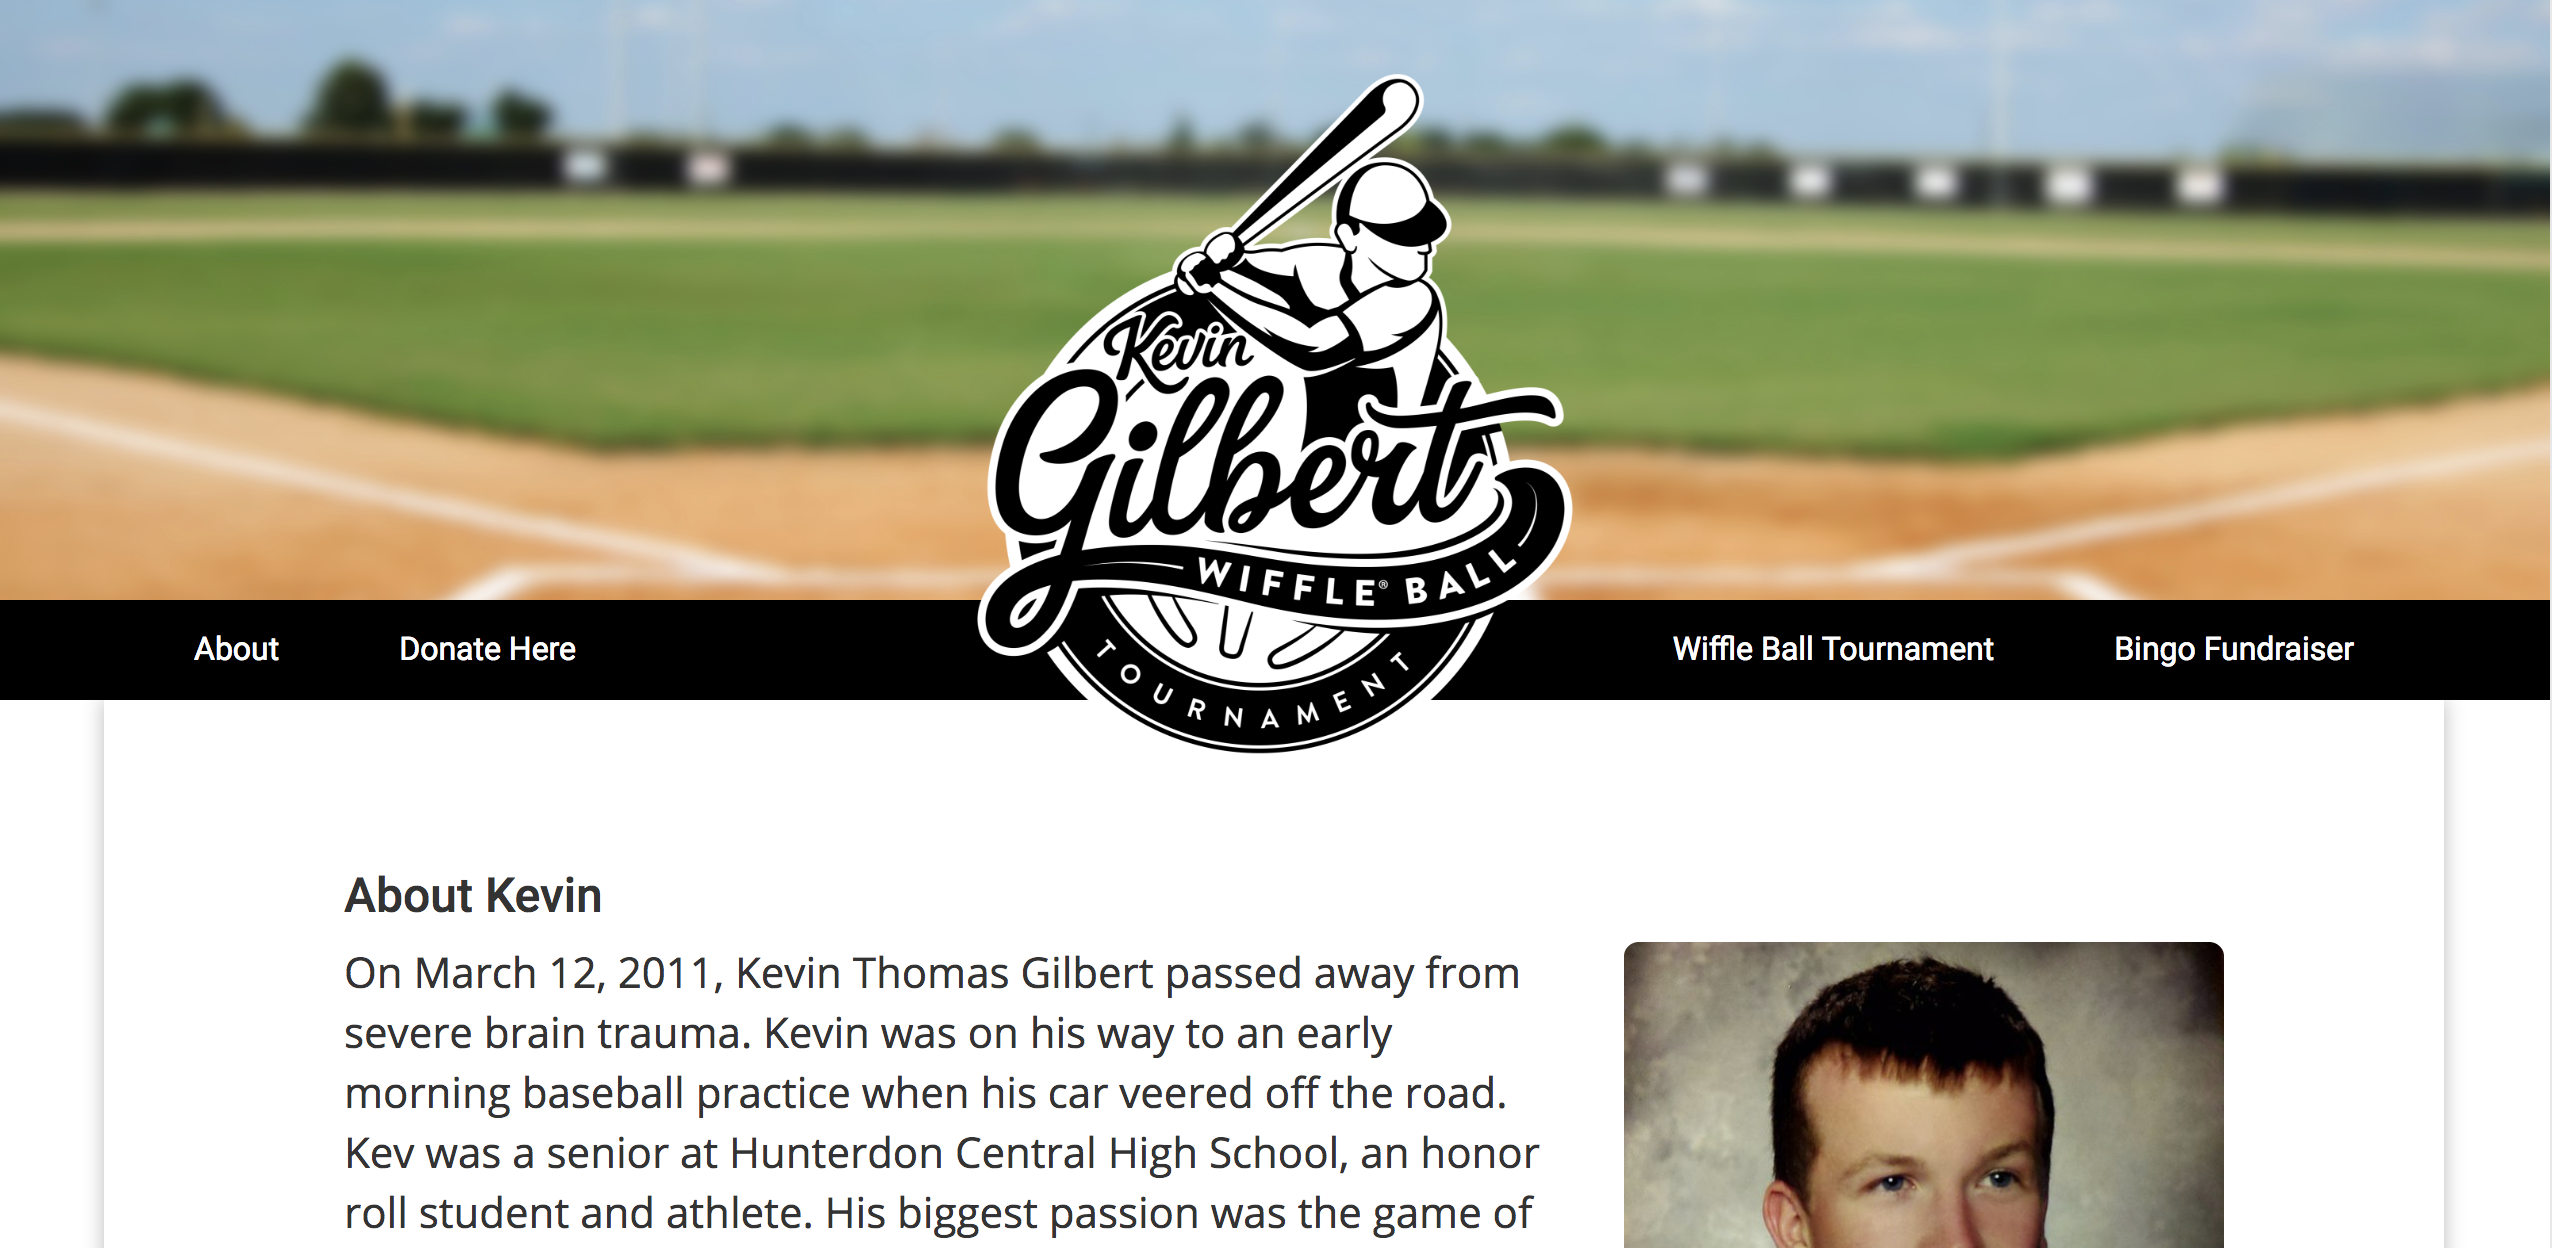 Kevin
Gilbert
WIFFLE® BALL
TOURNAMENT
About
Donate Here
Wiffle Ball Tournament
Bingo Fundraiser
About Kevin
On March 12, 2011, Kevin Thomas Gilbert passed away from
severe brain trauma. Kevin was on his way to an early
morning baseball practice when his car veered off the road.
Kev was a senior at Hunterdon Central High School, an honor
roll student and athlete. His biggest passion was the game of